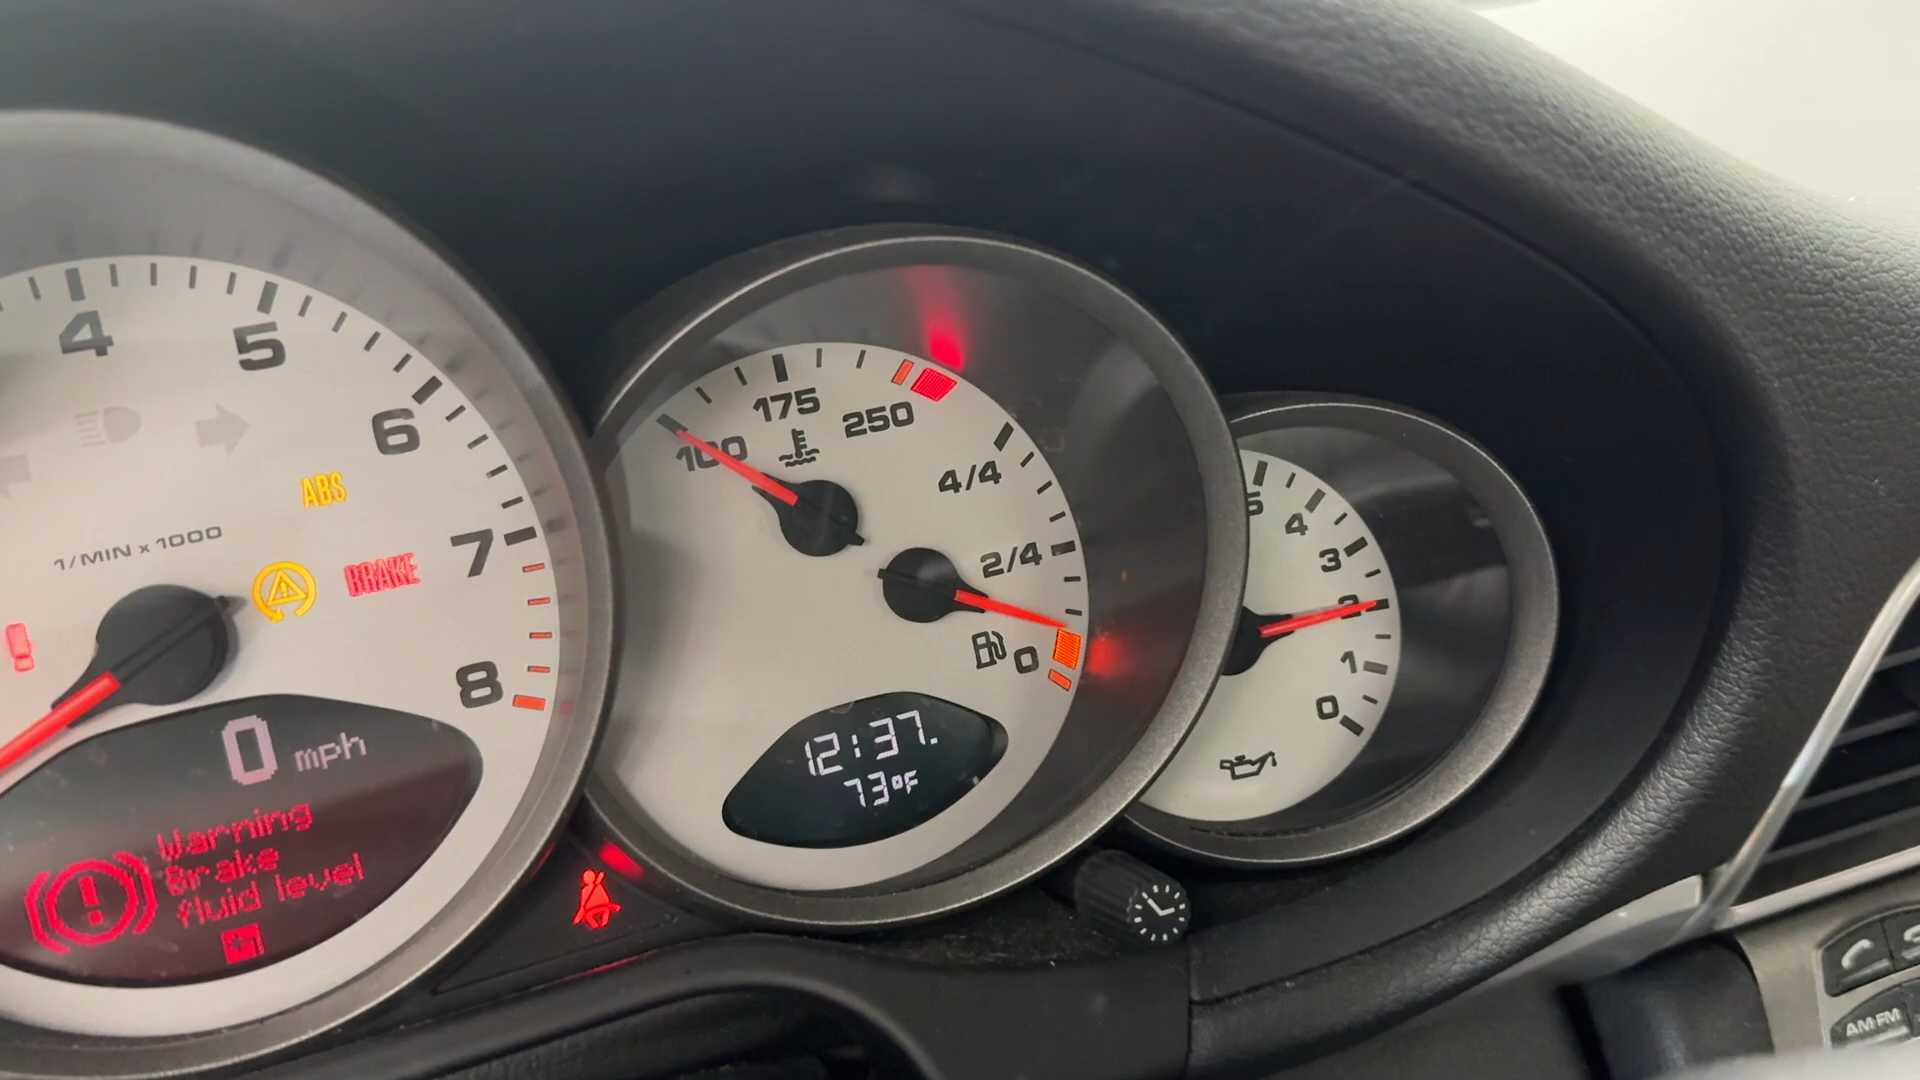 4
5
6
7
8
ABS
1/MIN x 1000
BRAKE
0 mph
Warning
Brake
fluid level
100
175
250
4/4
2/4
0
12:37.
73°F
5
4
3
2
1
0
AM FM